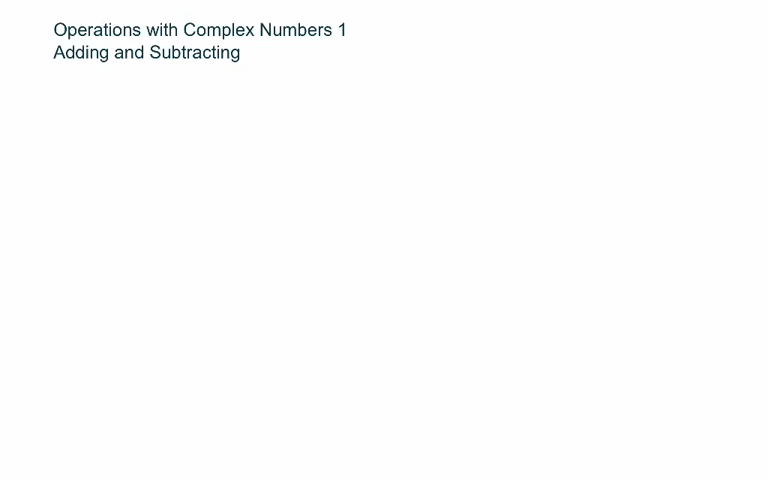 Operations with Complex Numbers 1
Adding and Subtracting